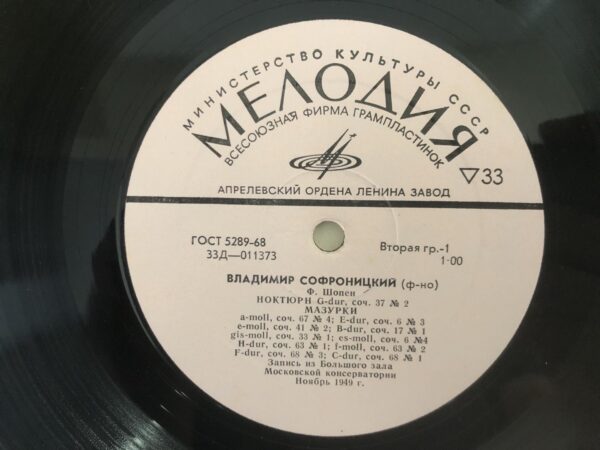 МИНИСТЕРСТВО КУЛЬТУРЫ СССР
МЕЛОДИЯ
ВСЕСОЮЗНАЯ ФИРМА ГРАМПЛАСТИНОК
▽33
АПРЕЛЕВСКИЙ ОРДЕНА ЛЕНИНА ЗАВОД
ГОСТ 5289-68
33Д—011373
Вторая гр.-1
1-00
ВЛАДИМИР СОФРОНИЦКИЙ (ф-но)
Ф. Шопен
НОКТЮРН G-dur, соч. 37 № 2
МАЗУРКИ
a-moll, соч. 67 № 4; E-dur, соч. 6 № 3
e-moll, соч. 41 № 2; B-dur, соч. 17 № 1
gis-moll, соч. 33 № 1; es-moll, соч. 6 №4
H-dur, соч. 63 № 1; f-moll, соч. 63 № 2
F-dur, соч. 68 № 3; C-dur, соч. 68 № 1
Запись из Большого зала
Московской консерватории
Ноябрь 1949 г.